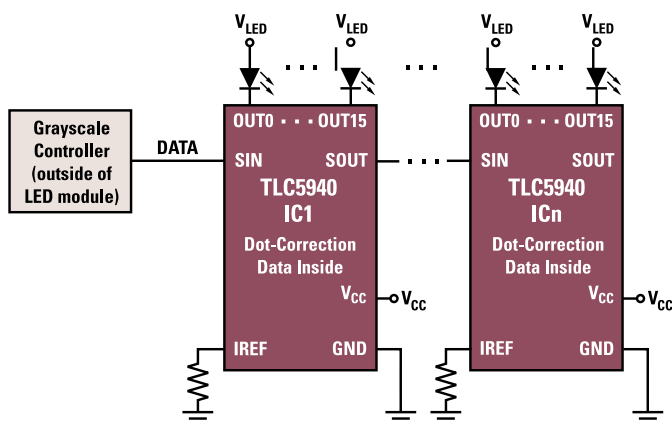 VLED VLED VLED VLED
Grayscale
Controller
(outside of
LED module)
DATA
OUT0 · · · OUT15
SIN SOUT
TLC5940
IC1
Dot-Correction
Data Inside
VCC VCC
IREF GND
OUT0 · · · OUT15
SIN SOUT
TLC5940
ICn
Dot-Correction
Data Inside
VCC VCC
IREF GND